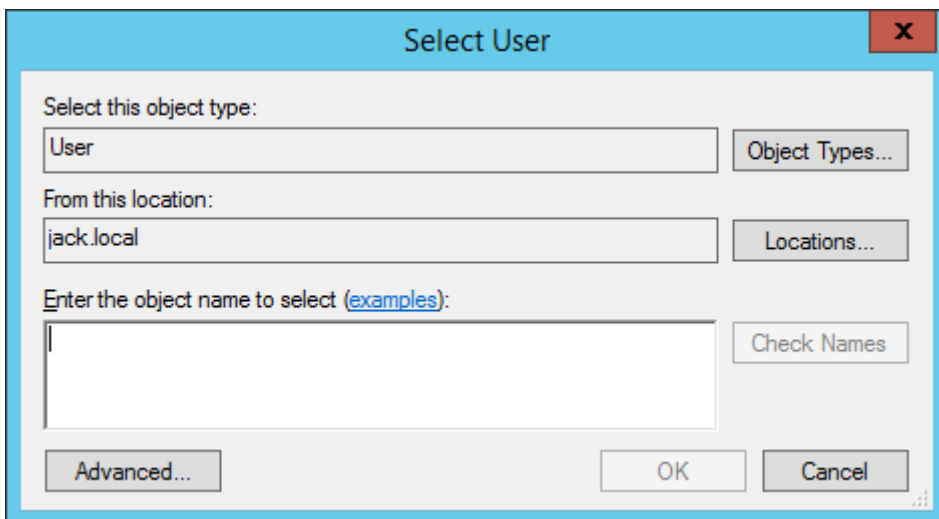 Select User
x
Select this object type:
User
Object Types...
From this location:
jack.local
Locations...
Enter the object name to select (examples):
Check Names
Advanced...
OK
Cancel